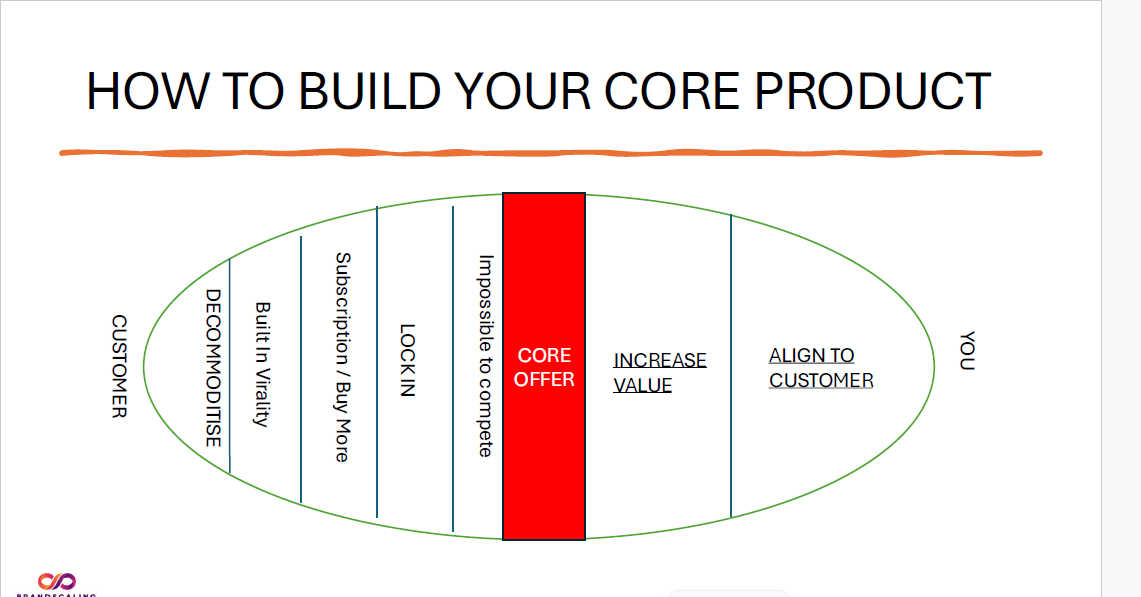 HOW TO BUILD YOUR CORE PRODUCT
CUSTOMER
DECOMMODITISE
Built In Virality
Subscription / Buy More
LOCK IN
Impossible to compete
CORE
OFFER
INCREASE
VALUE
ALIGN TO
CUSTOMER
YOU
BRANDSCALING